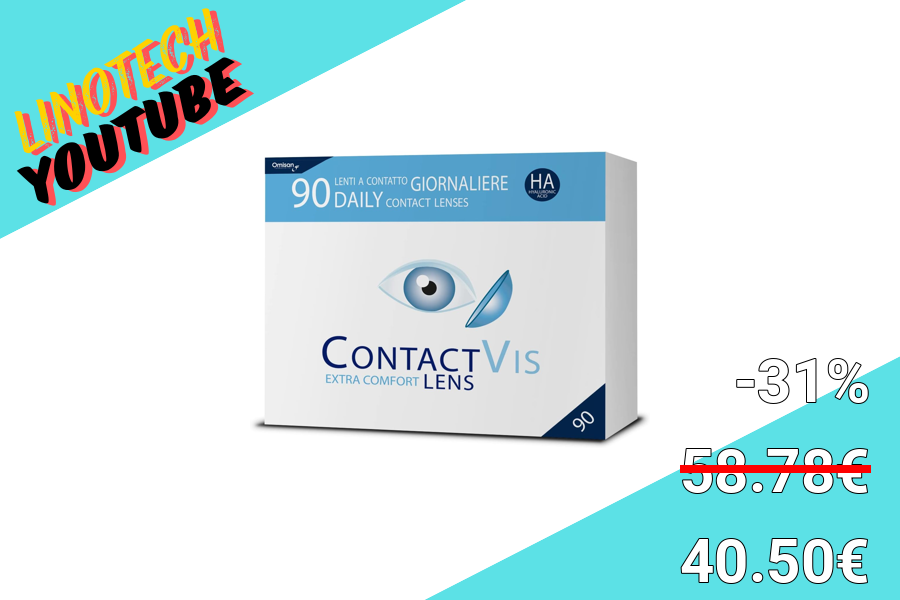 LINOTECH
YOUTUBE
Omisan
90 LENTI A CONTATTO GIORNALIERE
DAILY CONTACT LENSES
HA
HYALURONIC
ACID
CONTACTVIS
EXTRA COMFORT LENS
90
-31%
58.78€
40.50€